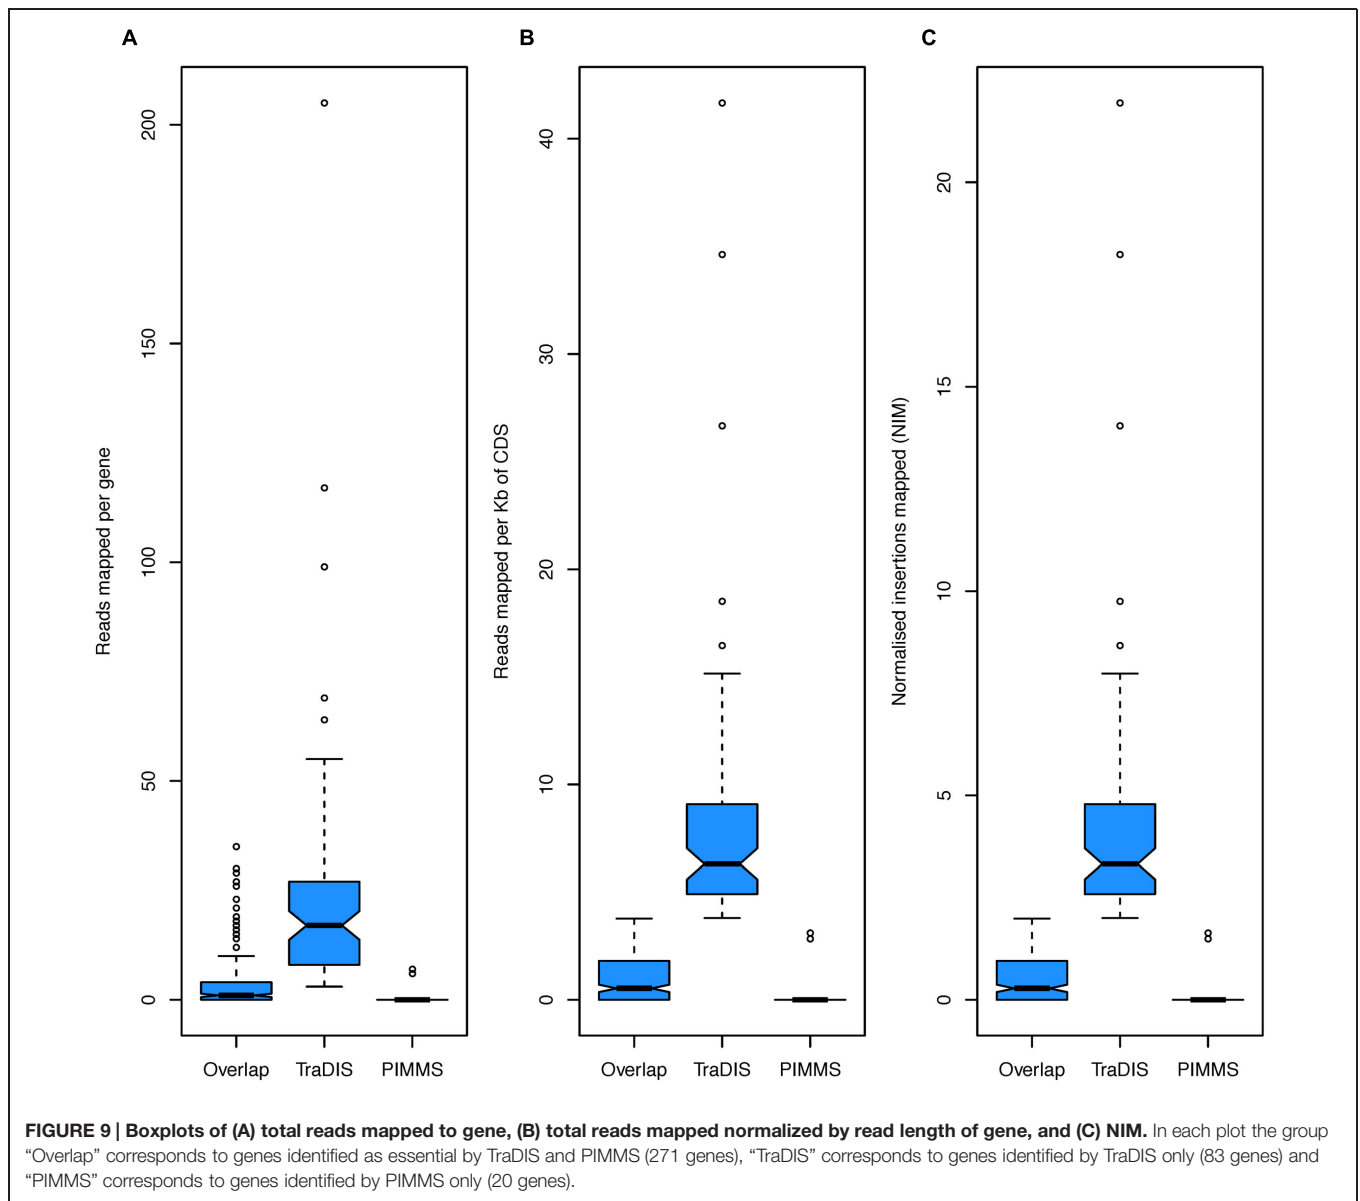 A
B
C
Reads mapped per gene
0
50
100
150
200
Overlap
TraDIS
PIMMS
Reads mapped per Kb of CDS
0
10
20
30
40
Overlap
TraDIS
PIMMS
Normalised insertions mapped (NIM)
0
5
10
15
20
Overlap
TraDIS
PIMMS
FIGURE 9 | Boxplots of (A) total reads mapped to gene, (B) total reads mapped normalized by read length of gene, and (C) NIM. In each plot the group
“Overlap” corresponds to genes identified as essential by TraDIS and PIMMS (271 genes), “TraDIS” corresponds to genes identified by TraDIS only (83 genes) and
“PIMMS” corresponds to genes identified by PIMMS only (20 genes).